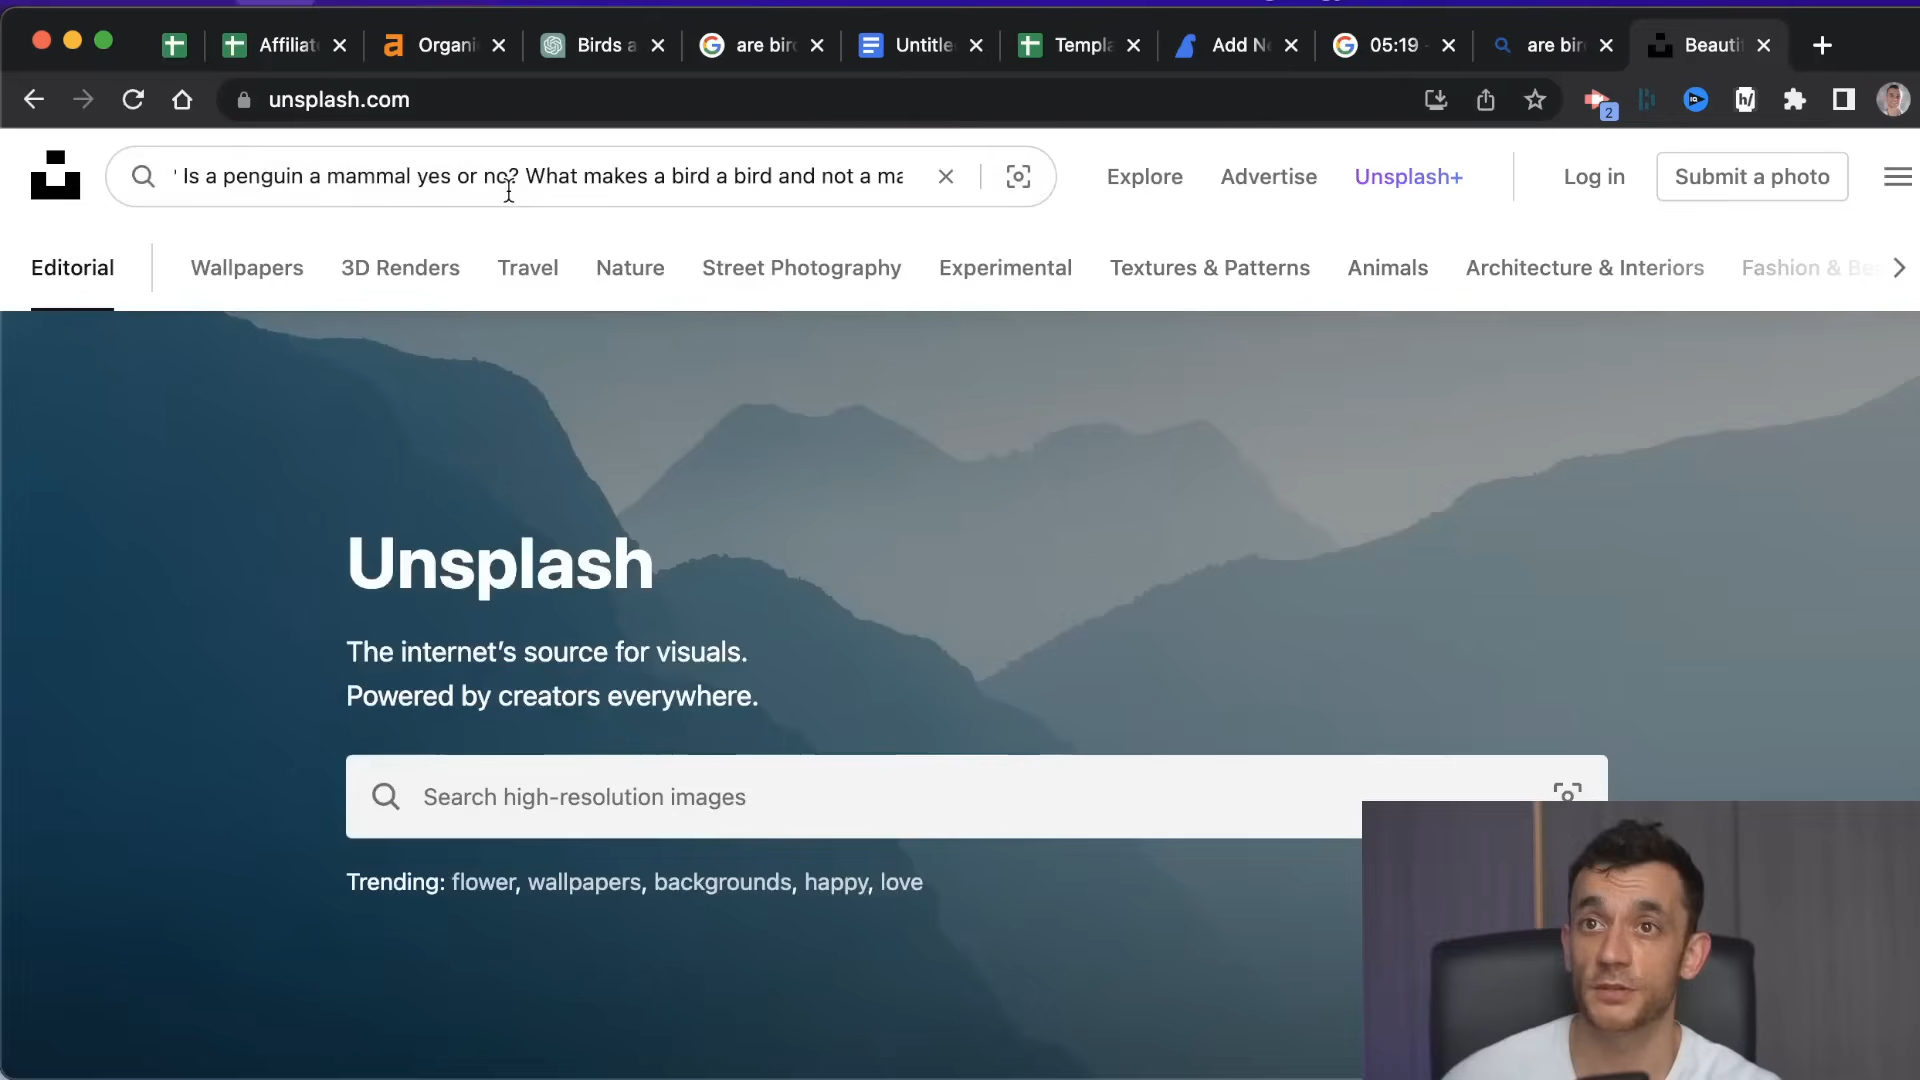 Affiliat
Organi
Birds a
are bir
Untitle
Templa
Add N
05:19
are bir
Beauti
unsplash.com
2
Is a penguin a mammal yes or no? What makes a bird a bird and not a ma
Explore
Advertise
Unsplash+
Log in
Submit a photo
Editorial
Wallpapers
3D Renders
Travel
Nature
Street Photography
Experimental
Textures & Patterns
Animals
Architecture & Interiors
Fashion & Be
Unsplash
The internet's source for visuals.
Powered by creators everywhere.
Search high-resolution images
Trending: flower, wallpapers, backgrounds, happy, love